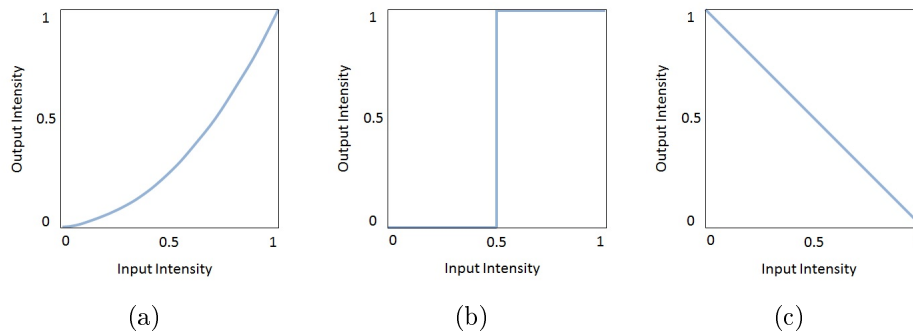 1
0.5
0
Output Intensity
0 0.5 1
Input Intensity
(a)
1
0.5
0
Output Intensity
0 0.5 1
Input Intensity
(b)
1
0.5
0
Output Intensity
0 0.5
Input Intensity
(c)